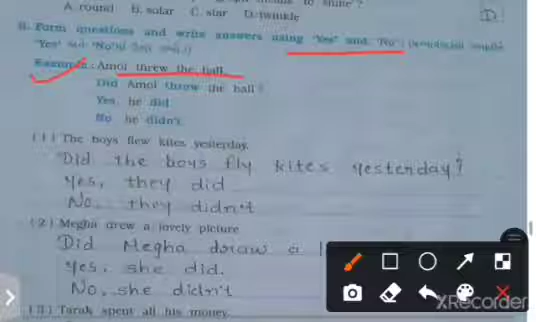 A. round B. solar C. star D. twinkle
D
B. Form questions and write answers using 'Yes' and 'No':
'Yes'
Example: Amol threw the ball.
Did Amol throw the ball?
Yes, he did.
No he didn't.
(1) The boys flew kites yesterday.
Did the boys fly kites yesterday?
Yes, they did
No, they didn't
(2) Megha drew a lovely picture
Did Megha draw a
Yes, she did.
No, she didn't
(3) Tarak spent all his money.
XRecorder